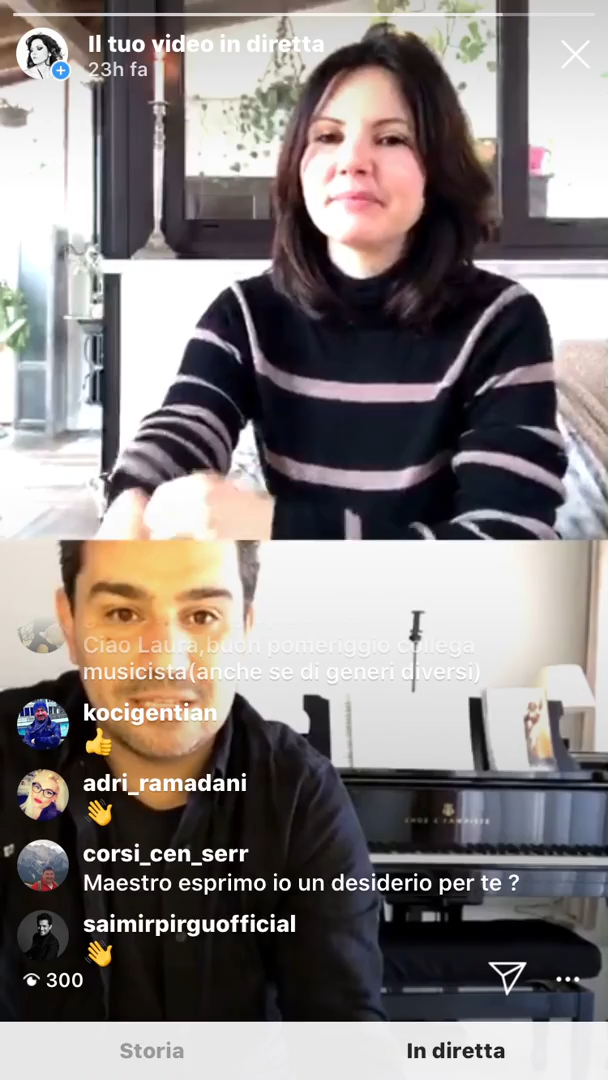 Il tuo video in diretta
23h fa
Ciao Laura,buon pomeriggio collega
musicista(anche se di generi diversi)
kocigentian
👍
adri_ramadani
👋
corsi_cen_serr
Maestro esprimo io un desiderio per te ?
saimirpirguofficial
👋
300
Storia
In diretta